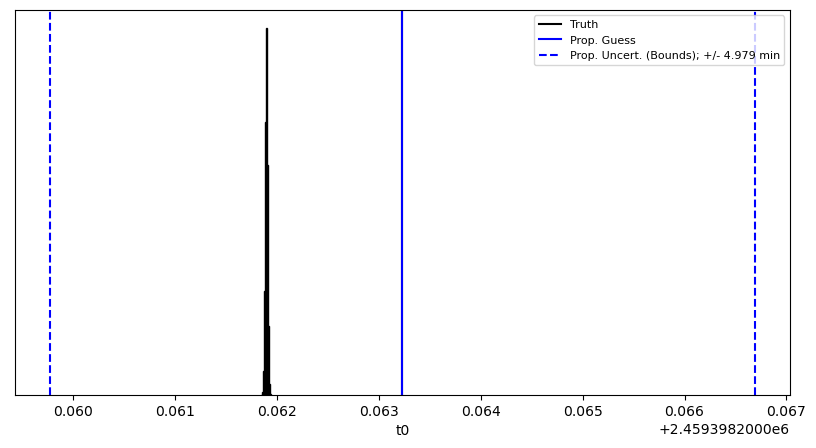 Truth
Prop. Guess
Prop. Uncert. (Bounds); +/- 4.979 min
0.060 0.061 0.062 0.063 0.064 0.065 0.066 0.067
t0
+2.4593982000e6